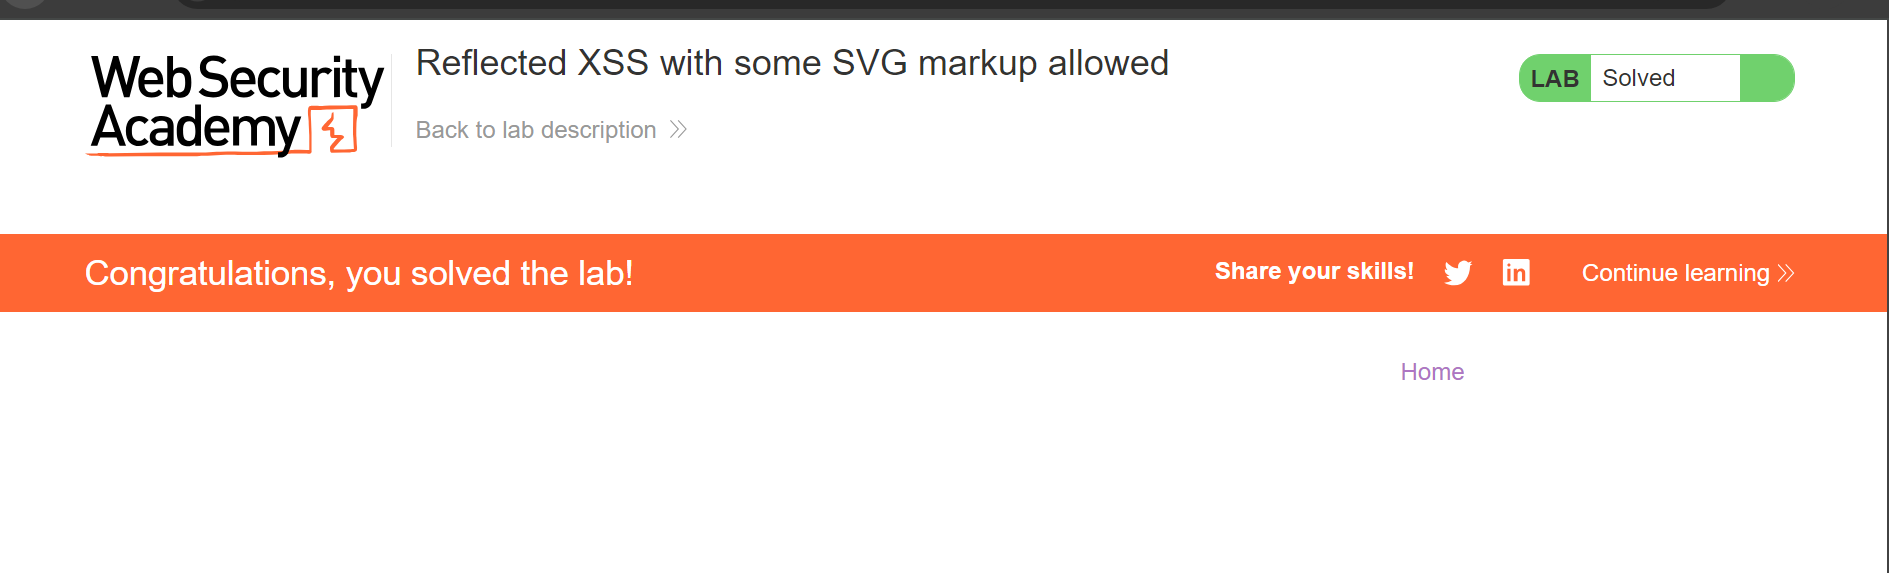 Web Security
Academy
Reflected XSS with some SVG markup allowed
Back to lab description
LAB Solved
Congratulations, you solved the lab!
Share your skills! in Continue learning
Home